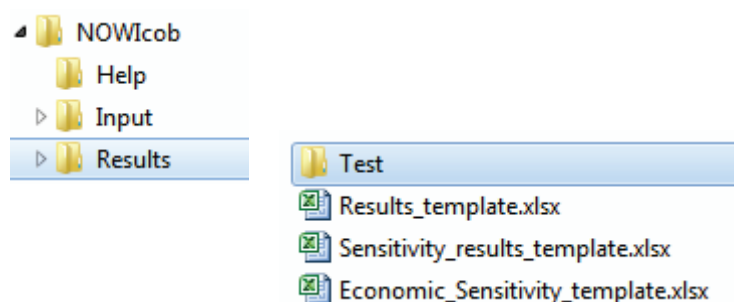 NOWIcob
Help
Input
Results
Test
Results_template.xlsx
Sensitivity_results_template.xlsx
Economic_Sensitivity_template.xlsx